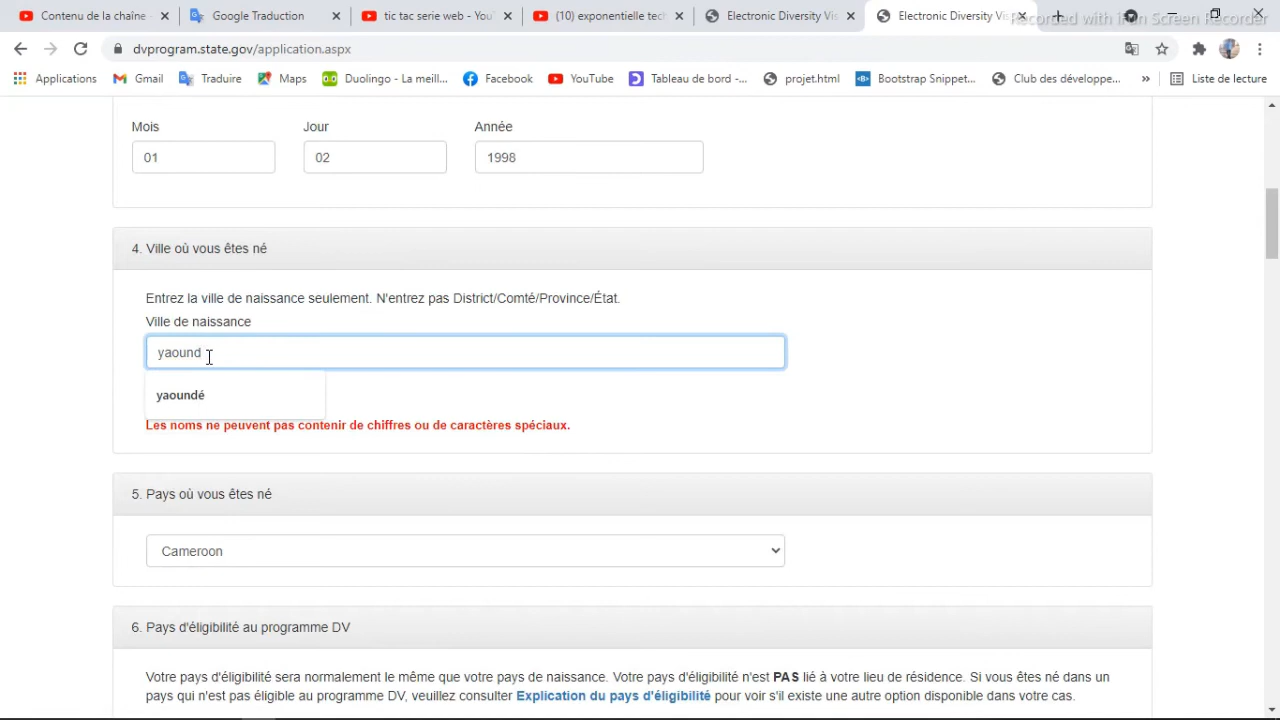 Contenu de la chaîne -
Google Traduction
tic tac serie web - You
(10) exponentielle tech
Electronic Diversity Vis
Electronic Diversity Vis
Recorded with iFun Screen Recorder
dvprogram.state.gov/application.aspx
Applications
Gmail
Traduire
Maps
Duolingo - La meill...
Facebook
YouTube
Tableau de bord -...
projet.html
Bootstrap Snippet...
Club des développe...
»
Liste de lecture
Mois
Jour
Année
01
02
1998
4. Ville où vous êtes né
Entrez la ville de naissance seulement. N'entrez pas District/Comté/Province/État.
Ville de naissance
yaound
yaoundé
Les noms ne peuvent pas contenir de chiffres ou de caractères spéciaux.
5. Pays où vous êtes né
Cameroon
6. Pays d'éligibilité au programme DV
Votre pays d'éligibilité sera normalement le même que votre pays de naissance. Votre pays d'éligibilité n'est PAS lié à votre lieu de résidence. Si vous êtes né dans un
pays qui n'est pas éligible au programme DV, veuillez consulter Explication du pays d'éligibilité pour voir s'il existe une autre option disponible dans votre cas.